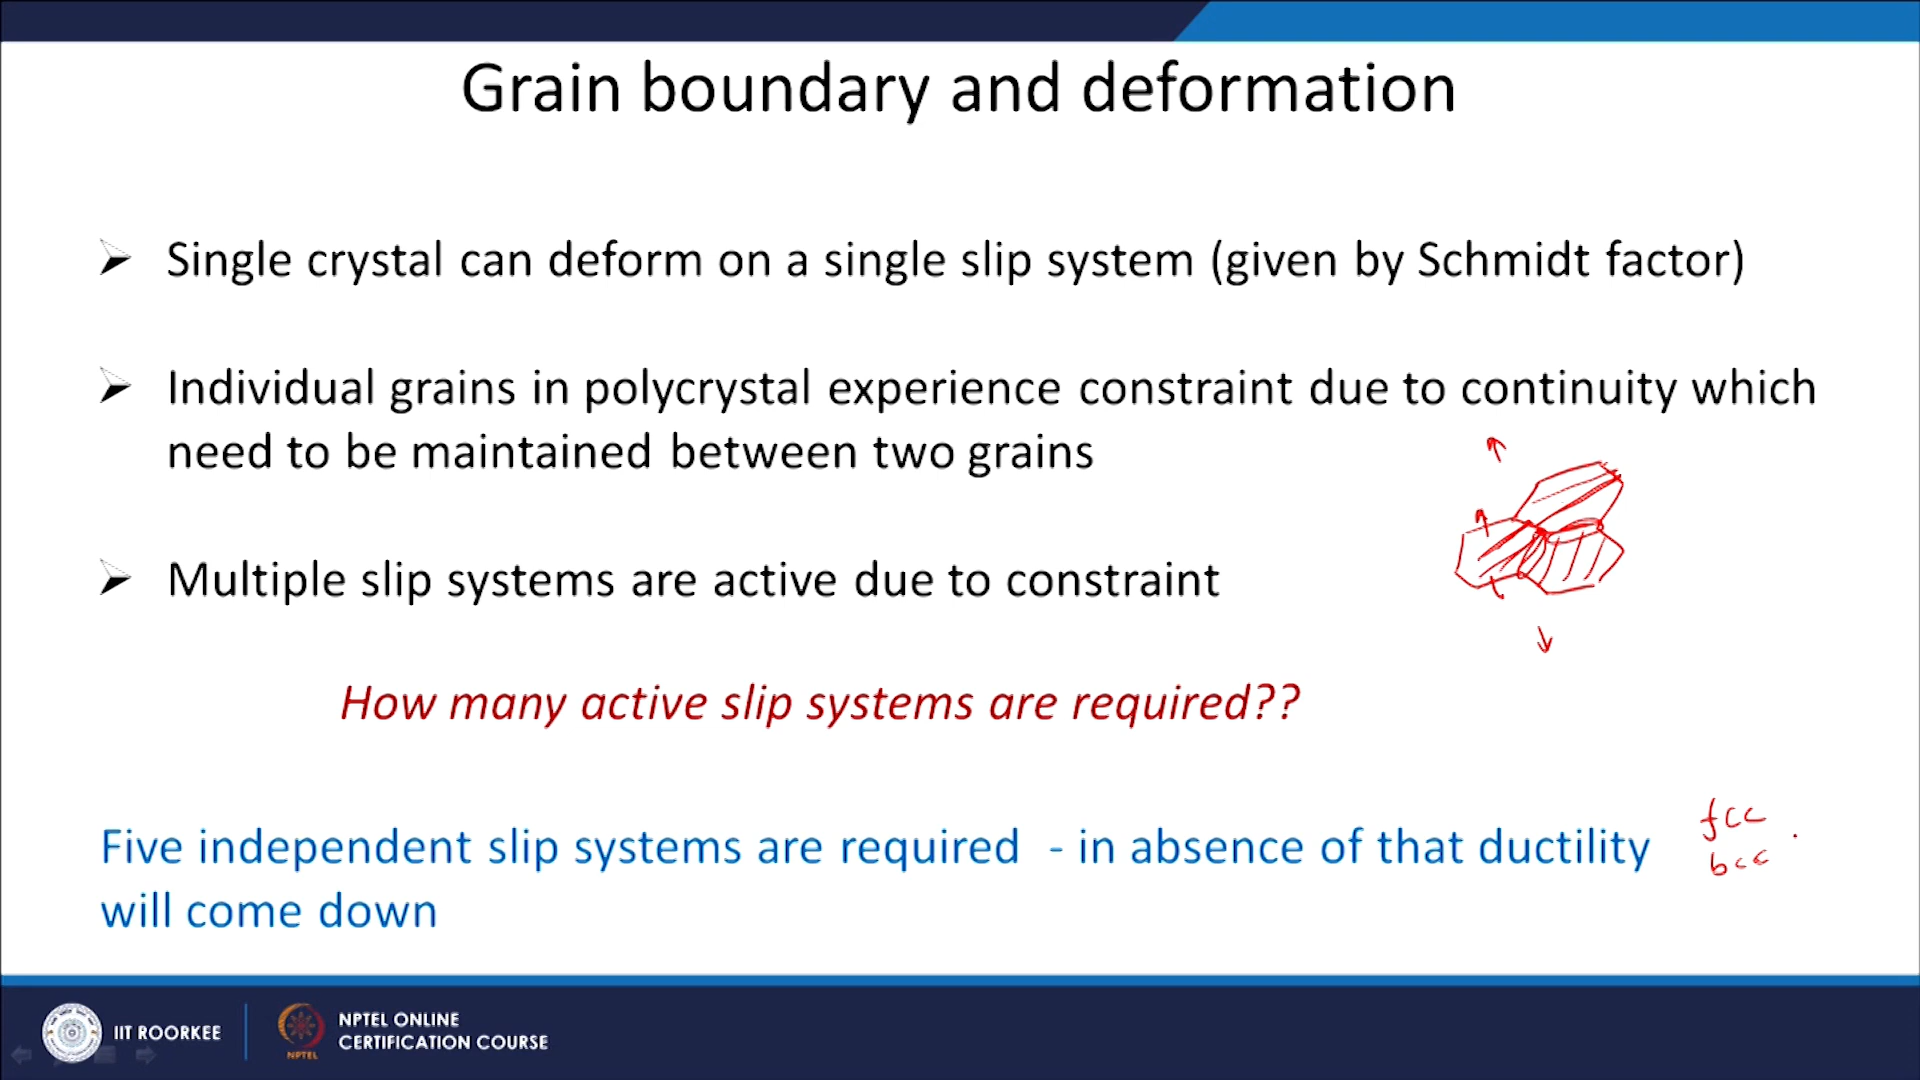 Grain boundary and deformation
Single crystal can deform on a single slip system (given by Schmidt factor)
Individual grains in polycrystal experience constraint due to continuity which
need to be maintained between two grains
Multiple slip systems are active due to constraint
How many active slip systems are required??
Five independent slip systems are required - in absence of that ductility
will come down
fcc
bcc
IIT ROORKEE
NPTEL
NPTEL ONLINE
CERTIFICATION COURSE